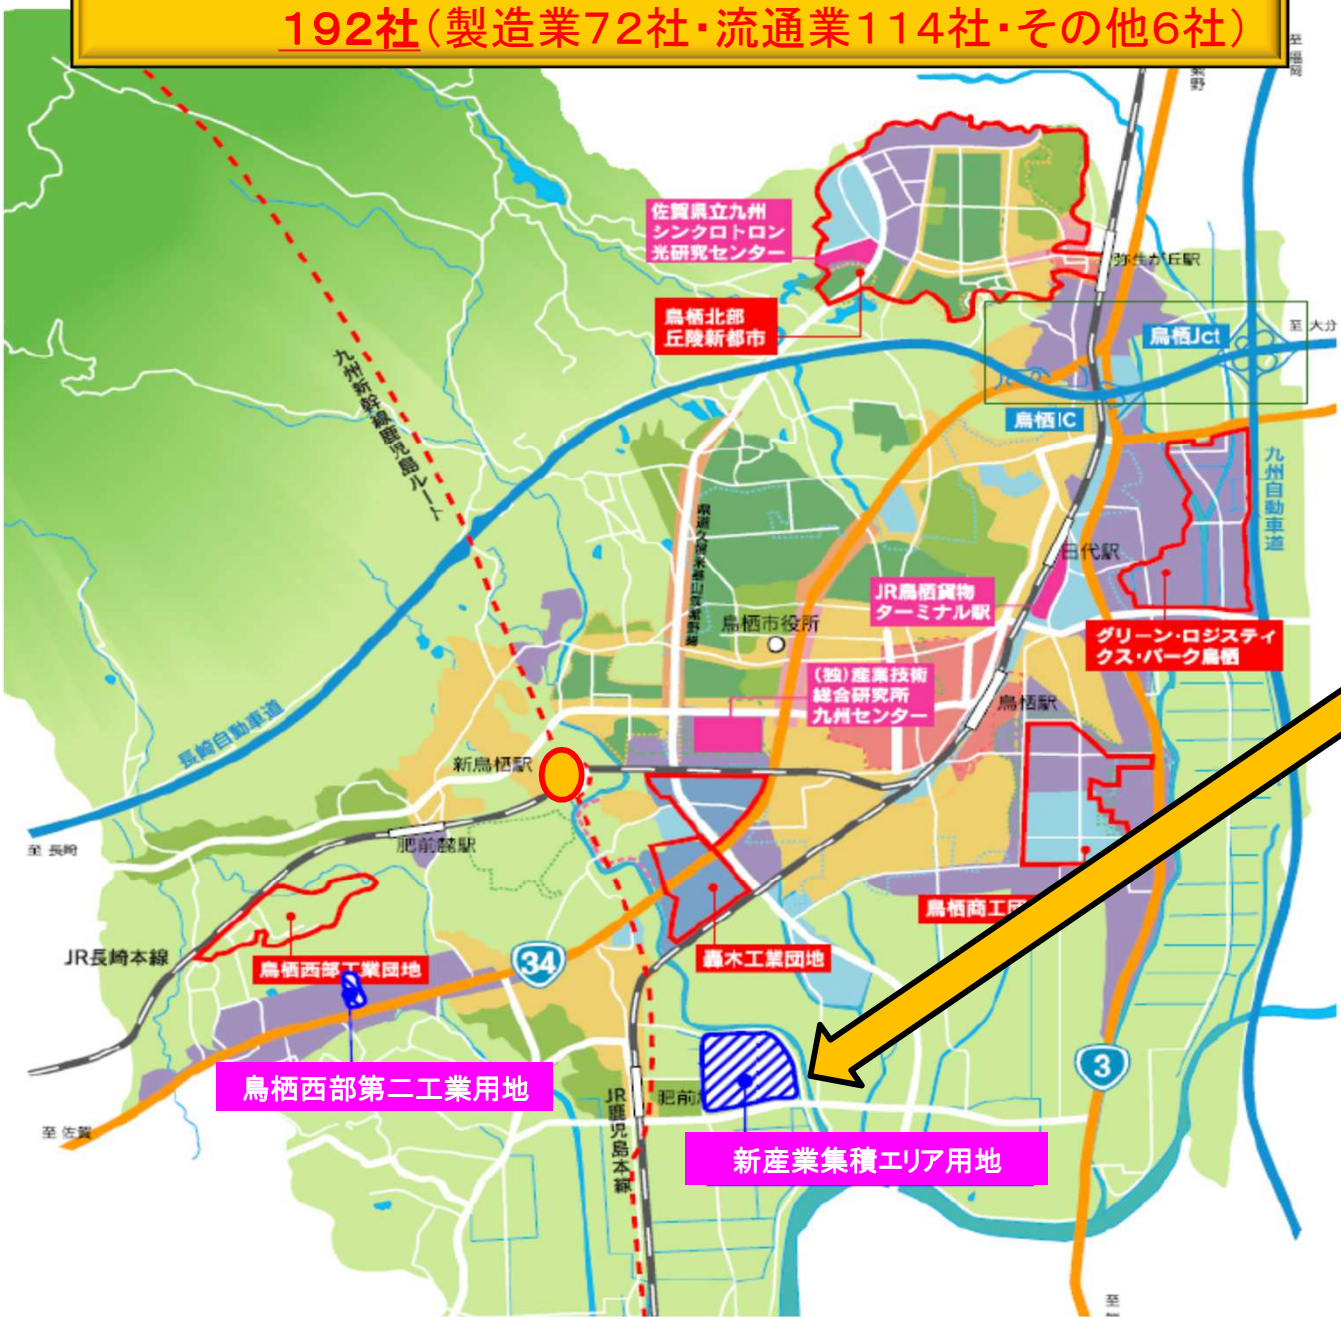 192社(製造業72社・流通業114社・その他6社)
至 福岡
紫野
佐賀県立九州
シンクロトロン
光研究センター
弥生が丘駅
鳥栖北部
丘陵新都市
鳥栖Jct
至 大分
九州新幹線鹿児島ルート
鳥栖IC
九州自動車道
田代駅
JR鳥栖貨物
ターミナル駅
鳥栖市役所
グリーン・ロジスティ
クス・パーク鳥栖
(独)産業技術
総合研究所
九州センター
鳥栖駅
長崎自動車道
新鳥栖駅
至 長崎
肥前麓駅
鳥栖商工団
JR長崎本線
鳥栖西部工業団地
34
轟木工業団地
3
鳥栖西部第二工業用地
肥前
JR鹿児島本線
至 佐賀
新産業集積エリア用地
至